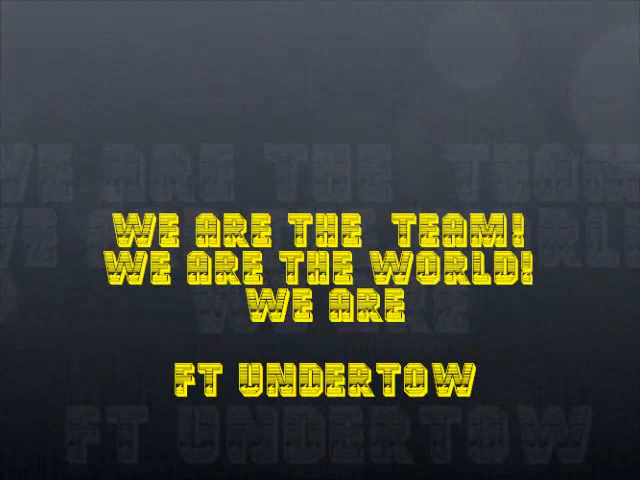 WE ARE THE TEAM!
WE ARE THE WORLD!
WE ARE
FT UNDERTOW